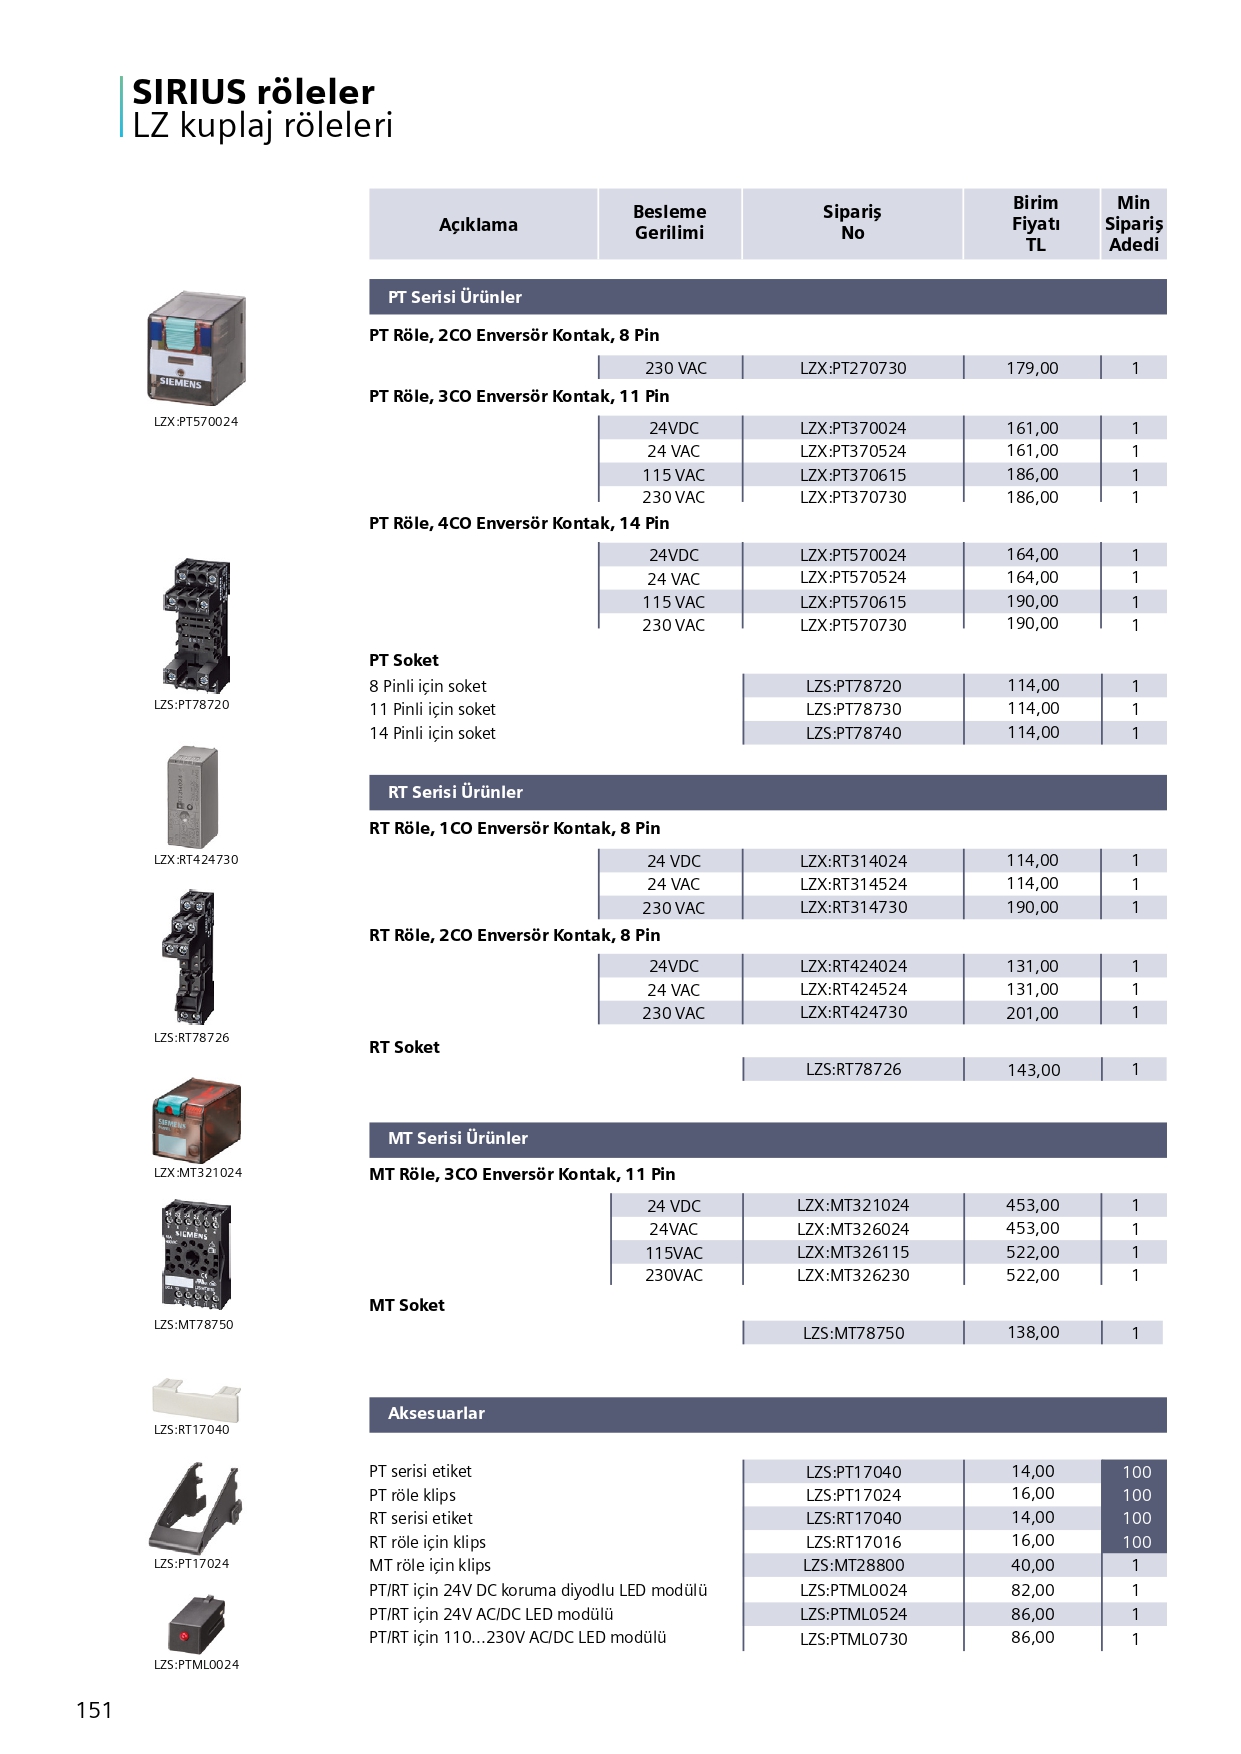 SIRIUS röleler
LZ kuplaj röleleri
Açıklama
Besleme Gerilimi
Sipariş No
Birim Fiyatı TL
Min Sipariş Adedi
PT Serisi Ürünler
PT Röle, 2CO Enversör Kontak, 8 Pin
230 VAC LZX:PT270730 179,00 1
PT Röle, 3CO Enversör Kontak, 11 Pin
24VDC LZX:PT370024 161,00 1
24 VAC LZX:PT370524 161,00 1
115 VAC LZX:PT370615 186,00 1
230 VAC LZX:PT370730 186,00 1
PT Röle, 4CO Enversör Kontak, 14 Pin
24VDC LZX:PT570024 164,00 1
24 VAC LZX:PT570524 164,00 1
115 VAC LZX:PT570615 190,00 1
230 VAC LZX:PT570730 190,00 1
PT Soket
8 Pinli için soket LZS:PT78720 114,00 1
11 Pinli için soket LZS:PT78730 114,00 1
14 Pinli için soket LZS:PT78740 114,00 1
RT Serisi Ürünler
RT Röle, 1CO Enversör Kontak, 8 Pin
24 VDC LZX:RT314024 114,00 1
24 VAC LZX:RT314524 114,00 1
230 VAC LZX:RT314730 190,00 1
RT Röle, 2CO Enversör Kontak, 8 Pin
24VDC LZX:RT424024 131,00 1
24 VAC LZX:RT424524 131,00 1
230 VAC LZX:RT424730 201,00 1
RT Soket
LZS:RT78726 143,00 1
MT Serisi Ürünler
MT Röle, 3CO Enversör Kontak, 11 Pin
24 VDC LZX:MT321024 453,00 1
24VAC LZX:MT326024 453,00 1
115VAC LZX:MT326115 522,00 1
230VAC LZX:MT326230 522,00 1
MT Soket
LZS:MT78750 138,00 1
Aksesuarlar
PT serisi etiket LZS:PT17040 14,00 100
PT röle klips LZS:PT17024 16,00 100
RT serisi etiket LZS:RT17040 14,00 100
RT röle için klips LZS:RT17016 16,00 100
MT röle için klips LZS:MT28800 40,00 1
PT/RT için 24V DC koruma diyodlu LED modülü LZS:PTML0024 82,00 1
PT/RT için 24V AC/DC LED modülü LZS:PTML0524 86,00 1
PT/RT için 110...230V AC/DC LED modülü LZS:PTML0730 86,00 1
SIEMENS
LZX:PT570024
LZS:PT78720
LZX:RT424730
LZS:RT78726
SIEMENS
LZX:MT321024
SIEMENS
LZS:MT78750
LZS:RT17040
LZS:PT17024
LZS:PTML0024
151